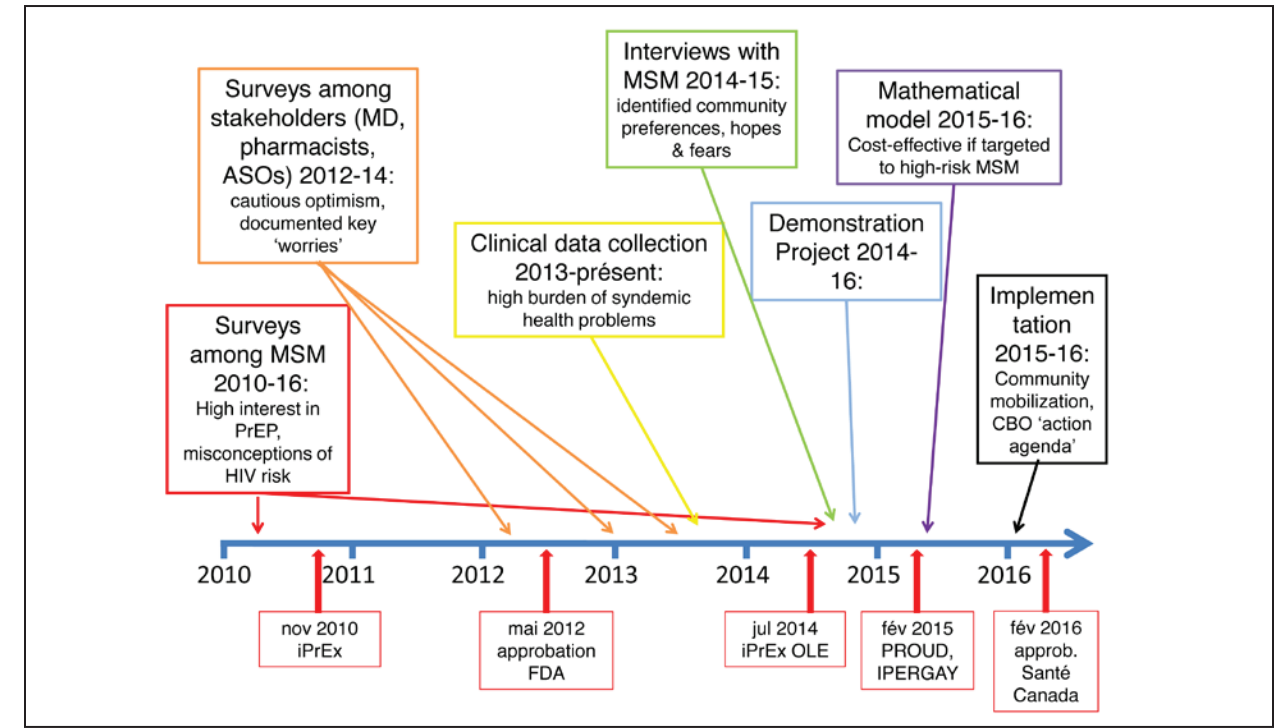 Surveys among
stakeholders (MD,
pharmacists,
ASOs) 2012-14:
cautious optimism,
documented key
‘worries’
Interviews with
MSM 2014-15:
identified community
preferences, hopes
& fears
Mathematical
model 2015-16:
Cost-effective if targeted
to high-risk MSM
Clinical data collection
2013-présent:
high burden of syndemic
health problems
Demonstration
Project 2014-
16:
Surveys
among MSM
2010-16:
High interest in
PrEP,
misconceptions of
HIV risk
Implemen
tation
2015-16:
Community
mobilization,
CBO ‘action
agenda’
2010
2011
2012
2013
2014
2015
2016
nov 2010
iPrEx
mai 2012
approbation
FDA
jul 2014
iPrEx OLE
fév 2015
PROUD,
IPERGAY
fév 2016
approb.
Santé
Canada